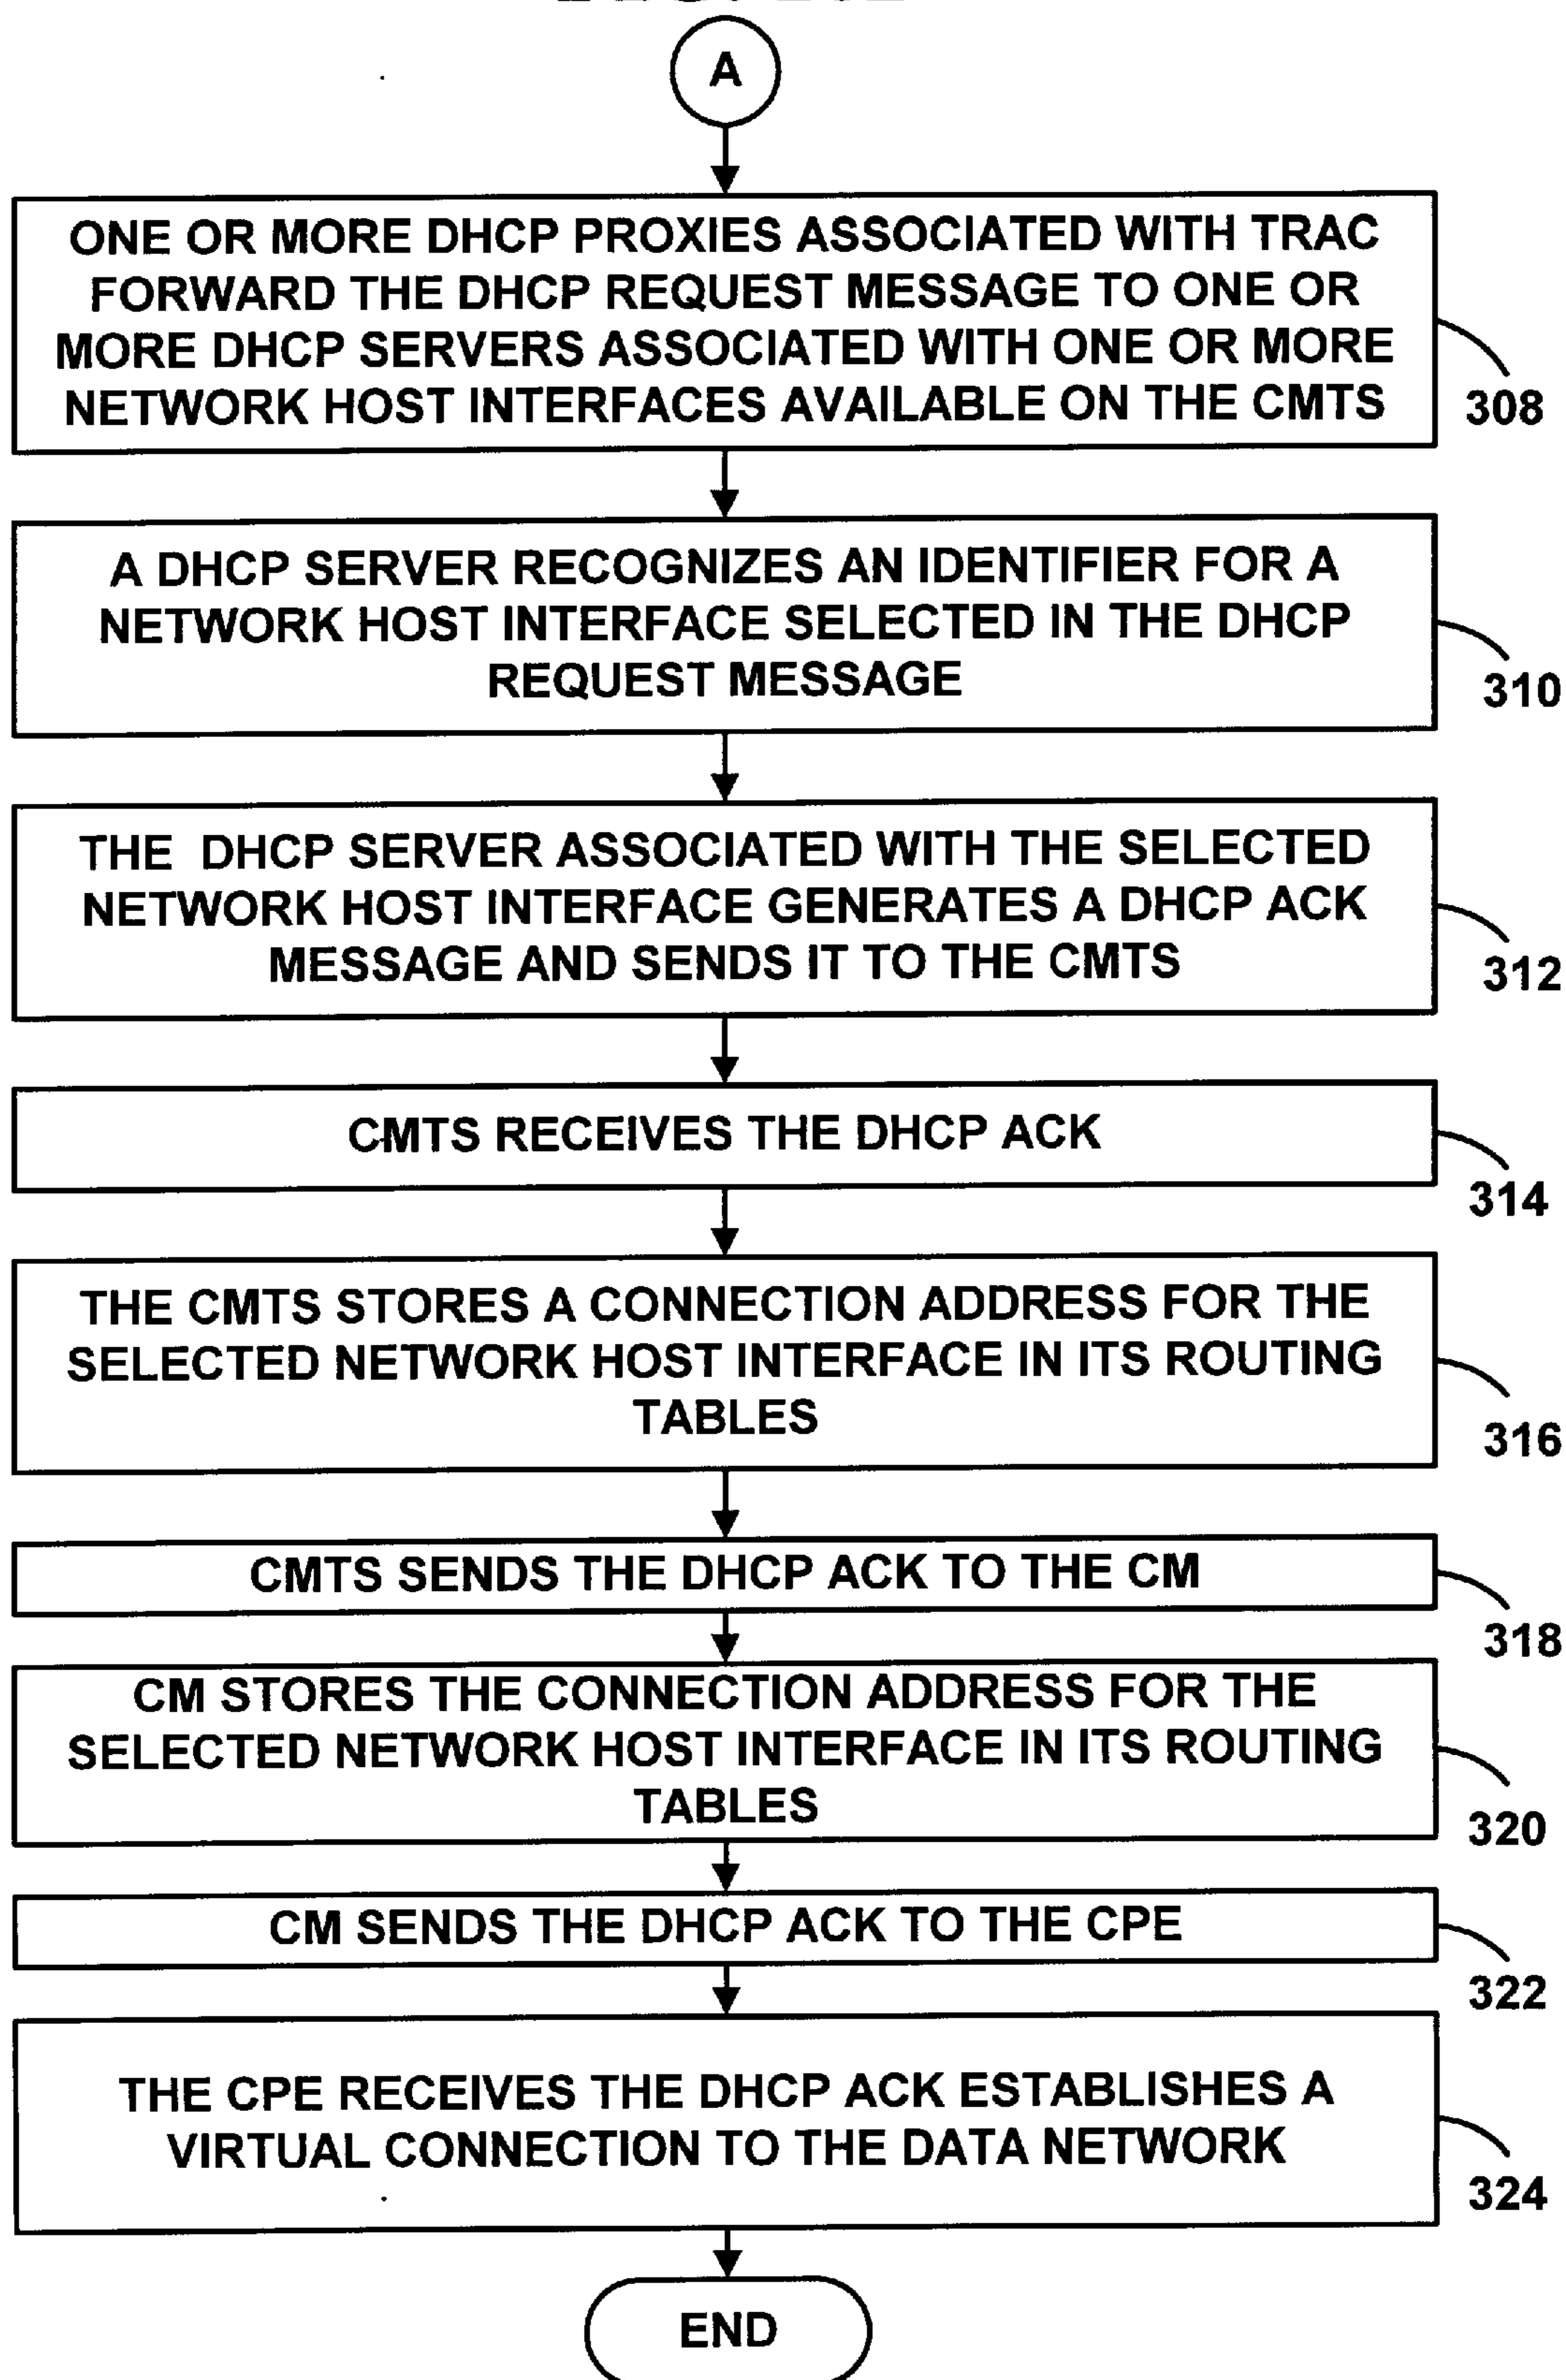 A
ONE OR MORE DHCP PROXIES ASSOCIATED WITH TRAC
FORWARD THE DHCP REQUEST MESSAGE TO ONE OR
MORE DHCP SERVERS ASSOCIATED WITH ONE OR MORE
NETWORK HOST INTERFACES AVAILABLE ON THE CMTS
308
A DHCP SERVER RECOGNIZES AN IDENTIFIER FOR A
NETWORK HOST INTERFACE SELECTED IN THE DHCP
REQUEST MESSAGE
310
THE DHCP SERVER ASSOCIATED WITH THE SELECTED
NETWORK HOST INTERFACE GENERATES A DHCP ACK
MESSAGE AND SENDS IT TO THE CMTS
312
CMTS RECEIVES THE DHCP ACK
314
THE CMTS STORES A CONNECTION ADDRESS FOR THE
SELECTED NETWORK HOST INTERFACE IN ITS ROUTING
TABLES
316
CMTS SENDS THE DHCP ACK TO THE CM
318
CM STORES THE CONNECTION ADDRESS FOR THE
SELECTED NETWORK HOST INTERFACE IN ITS ROUTING
TABLES
320
CM SENDS THE DHCP ACK TO THE CPE
322
THE CPE RECEIVES THE DHCP ACK ESTABLISHES A
VIRTUAL CONNECTION TO THE DATA NETWORK
324
END